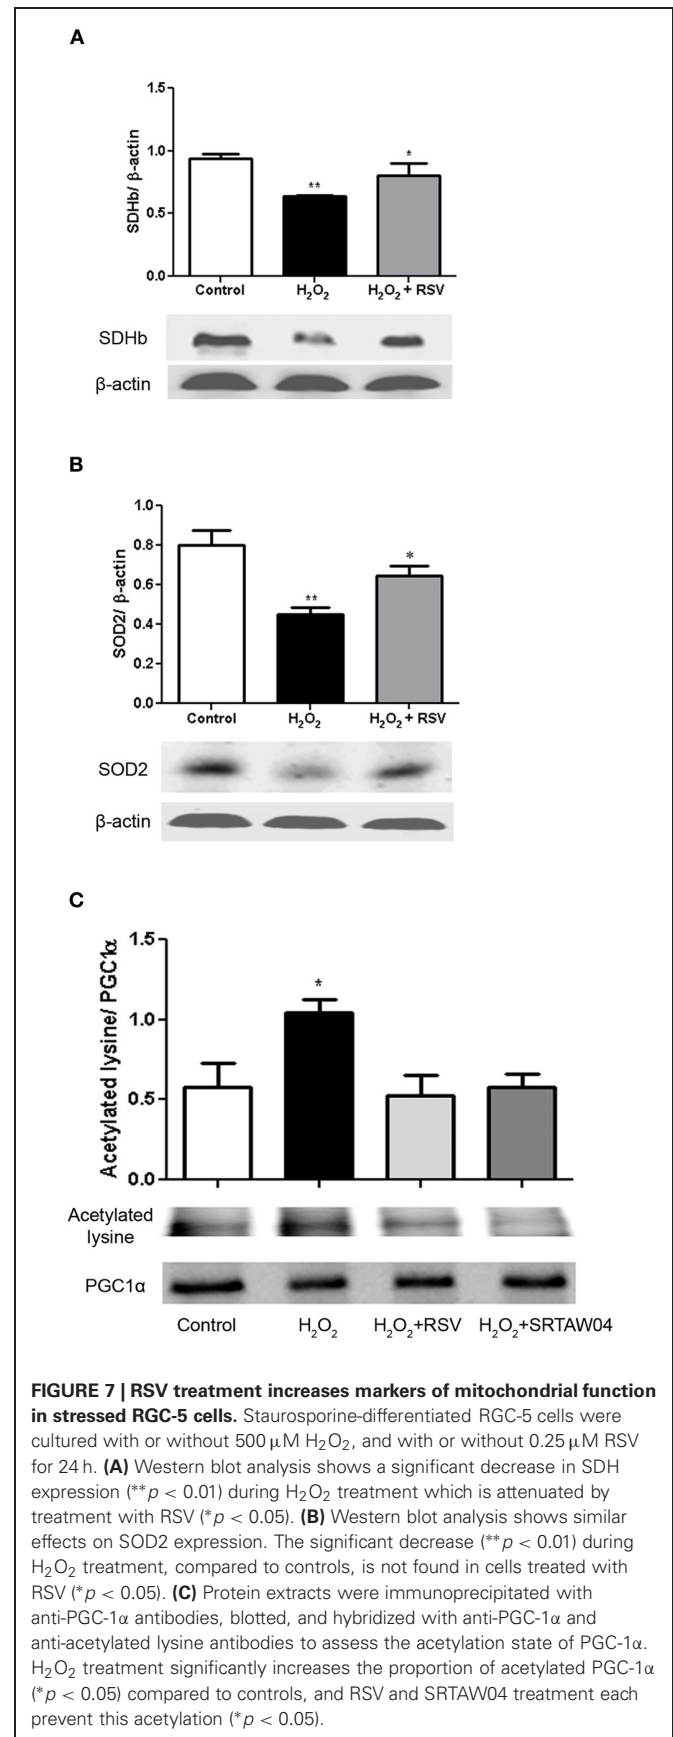 A
1.5
1.0
0.5
0.0
SDHb/ β-actin
*
**
Control H₂O₂ H₂O₂ + RSV
SDHb
β-actin
B
1.0
0.8
0.6
0.4
0.2
0.0
SOD2/ β-actin
*
**
Control H₂O₂ H₂O₂ + RSV
SOD2
β-actin
C
1.5
1.0
0.5
0.0
Acetylated lysine/ PGC1α
*
Acetylated
lysine
PGC1α
Control H₂O₂ H₂O₂+RSV H₂O₂+SRTAW04
FIGURE 7 | RSV treatment increases markers of mitochondrial function
in stressed RGC-5 cells. Staurosporine-differentiated RGC-5 cells were
cultured with or without 500 μM H₂O₂, and with or without 0.25 μM RSV
for 24 h. (A) Western blot analysis shows a significant decrease in SDH
expression (**p < 0.01) during H₂O₂ treatment which is attenuated by
treatment with RSV (*p < 0.05). (B) Western blot analysis shows similar
effects on SOD2 expression. The significant decrease (**p < 0.01) during
H₂O₂ treatment, compared to controls, is not found in cells treated with
RSV (*p < 0.05). (C) Protein extracts were immunoprecipitated with
anti-PGC-1α antibodies, blotted, and hybridized with anti-PGC-1α and
anti-acetylated lysine antibodies to assess the acetylation state of PGC-1α.
H₂O₂ treatment significantly increases the proportion of acetylated PGC-1α
(*p < 0.05) compared to controls, and RSV and SRTAW04 treatment each
prevent this acetylation (*p < 0.05).